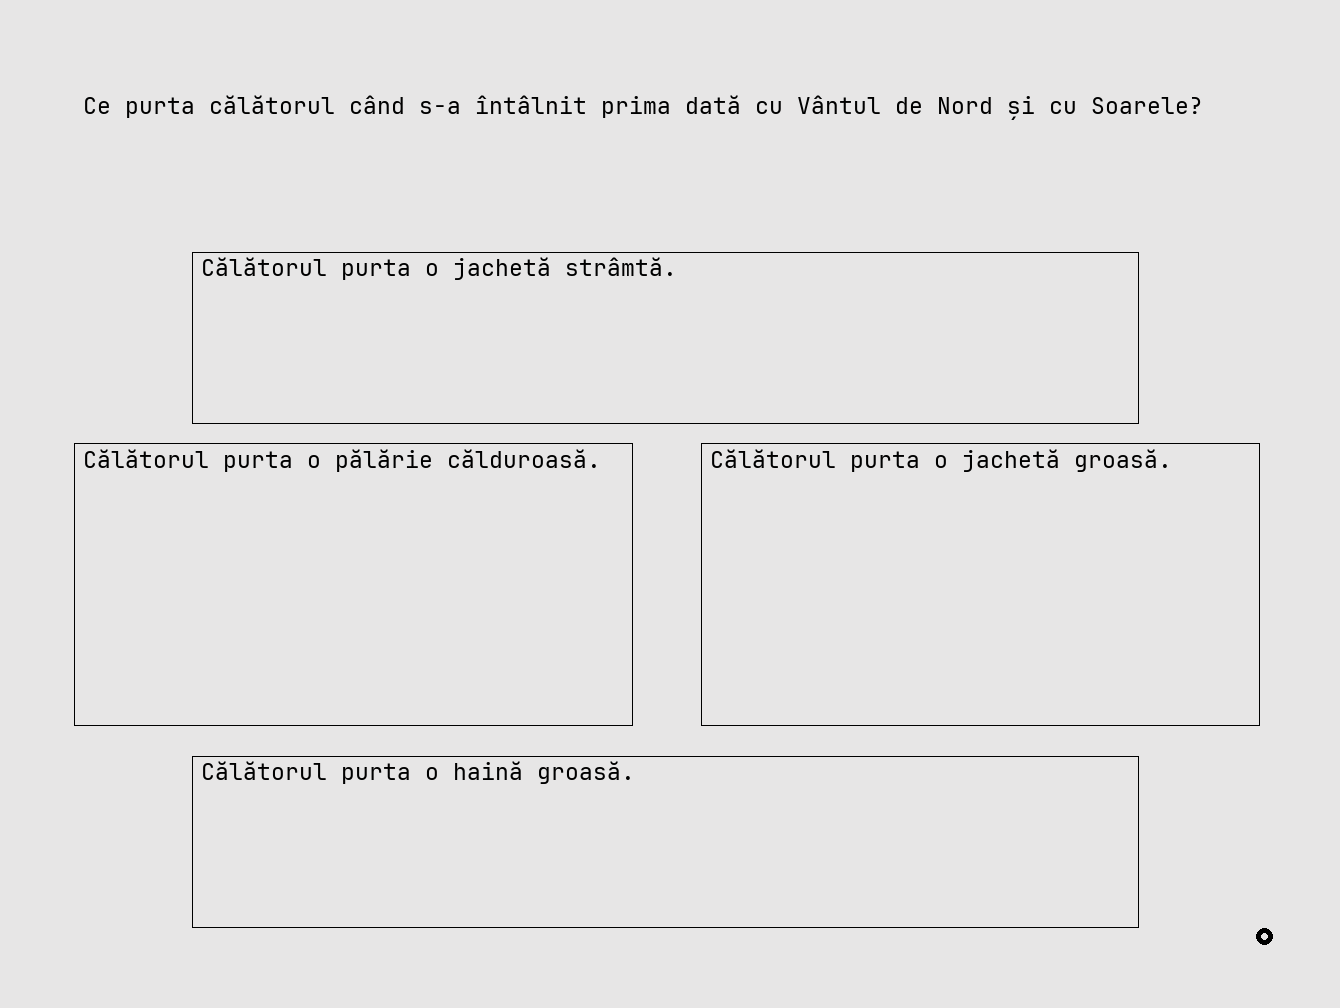 Ce purta călătorul când s-a întâlnit prima dată cu Vântul de Nord și cu Soarele?
Călătorul purta o jachetă strâmtă.
Călătorul purta o pălărie călduroasă.
Călătorul purta o jachetă groasă.
Călătorul purta o haină groasă.